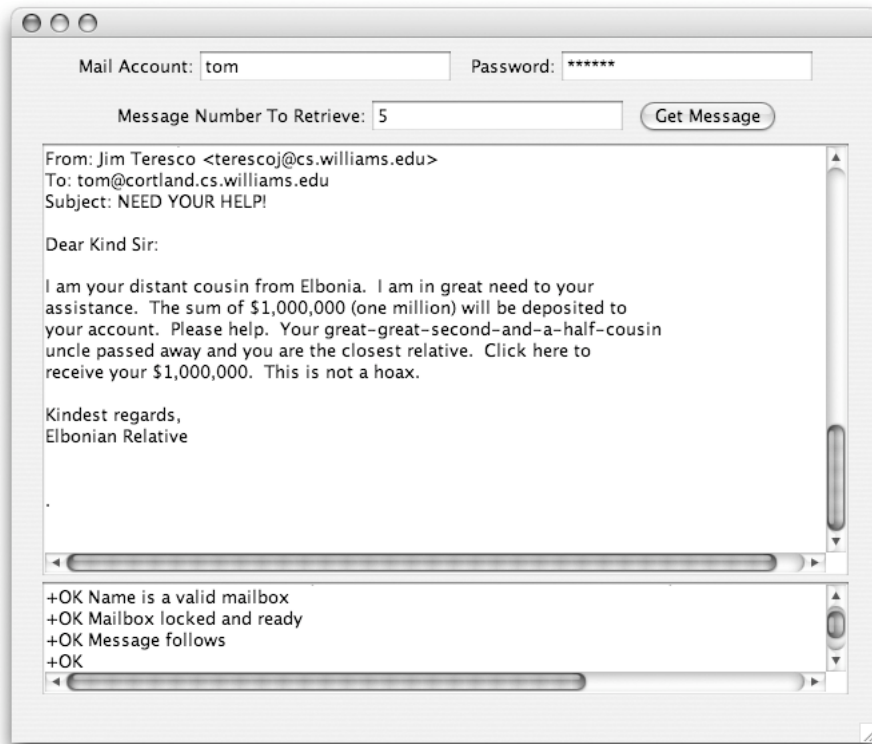 Mail Account: tom Password: ******
Message Number To Retrieve: 5 Get Message
From: Jim Teresco <terescoj@cs.williams.edu>
To: tom@cortland.cs.williams.edu
Subject: NEED YOUR HELP!
Dear Kind Sir:
I am your distant cousin from Elbonia.  I am in great need to your
assistance.  The sum of $1,000,000 (one million) will be deposited to
your account.  Please help.  Your great-great-second-and-a-half-cousin
uncle passed away and you are the closest relative.  Click here to
receive your $1,000,000.  This is not a hoax.
Kindest regards,
Elbonian Relative
.
+OK Name is a valid mailbox
+OK Mailbox locked and ready
+OK Message follows
+OK